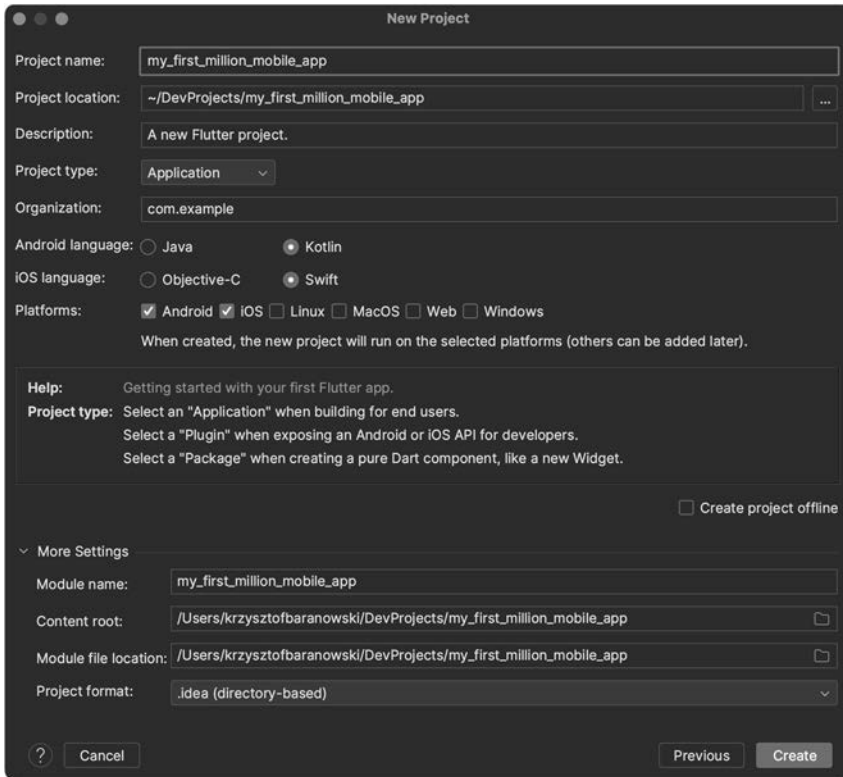 New Project
Project name: my_first_million_mobile_app
Project location: ~/DevProjects/my_first_million_mobile_app ...
Description: A new Flutter project.
Project type: Application
Organization: com.example
Android language: Java Kotlin
iOS language: Objective-C Swift
Platforms: Android iOS Linux MacOS Web Windows
When created, the new project will run on the selected platforms (others can be added later).
Help: Getting started with your first Flutter app.
Project type: Select an "Application" when building for end users.
Select a "Plugin" when exposing an Android or iOS API for developers.
Select a "Package" when creating a pure Dart component, like a new Widget.
Create project offline
More Settings
Module name: my_first_million_mobile_app
Content root: /Users/krzysztofbaranowski/DevProjects/my_first_million_mobile_app
Module file location: /Users/krzysztofbaranowski/DevProjects/my_first_million_mobile_app
Project format: .idea (directory-based)
? Cancel Previous Create